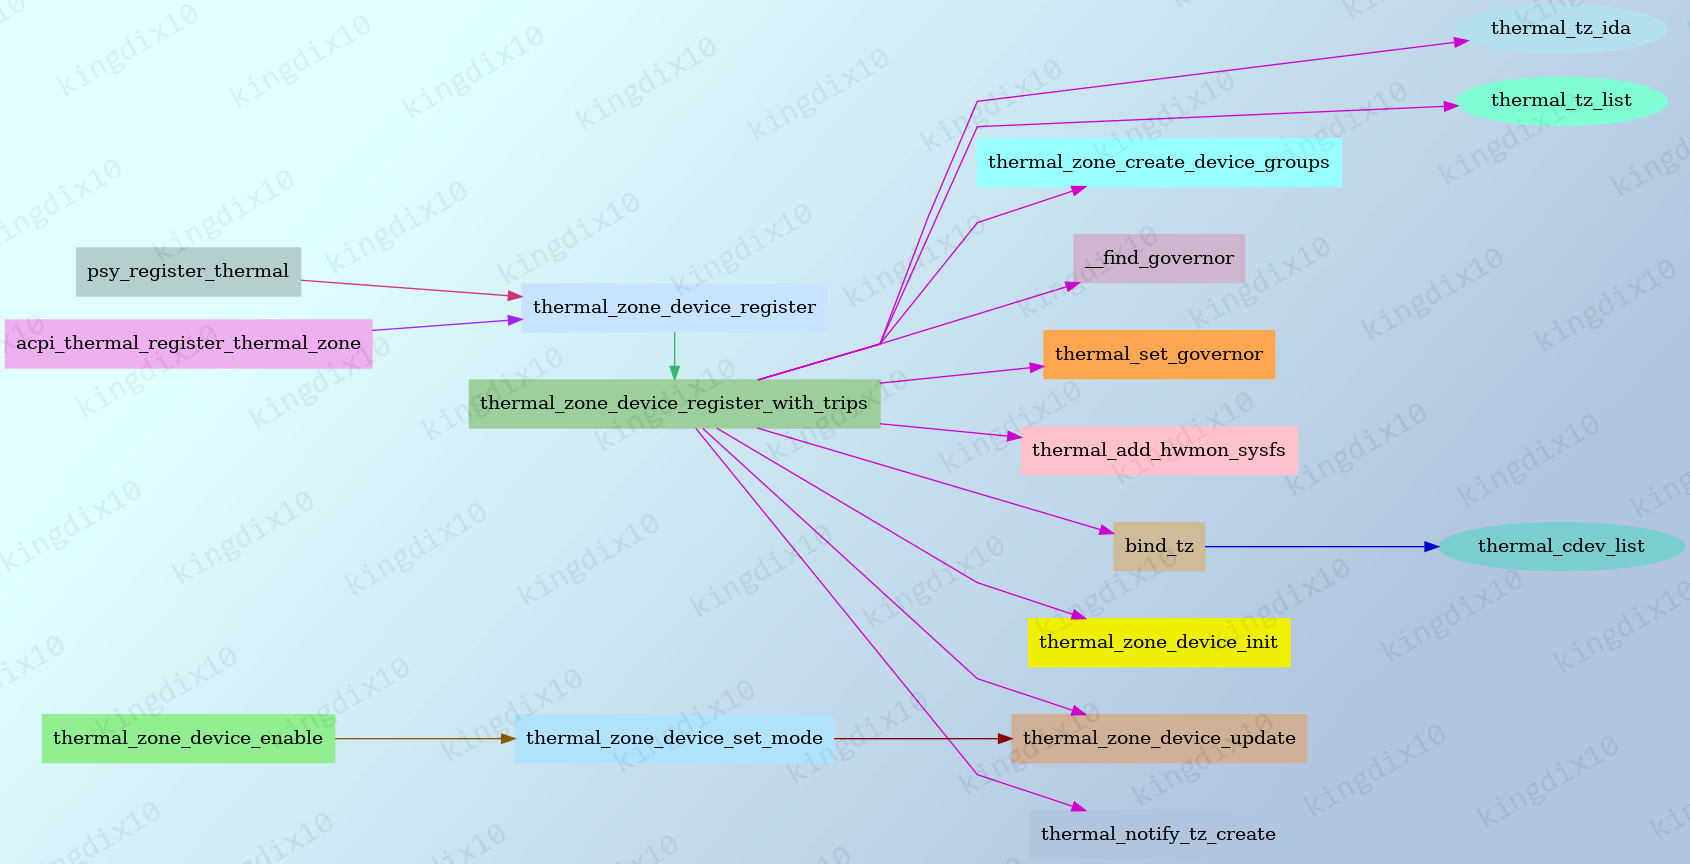 thermal_tz_ida
thermal_tz_list
thermal_zone_create_device_groups
__find_governor
psy_register_thermal
thermal_zone_device_register
acpi_thermal_register_thermal_zone
thermal_set_governor
thermal_zone_device_register_with_trips
thermal_add_hwmon_sysfs
bind_tz
thermal_cdev_list
thermal_zone_device_init
thermal_zone_device_enable
thermal_zone_device_set_mode
thermal_zone_device_update
thermal_notify_tz_create
kingdix10